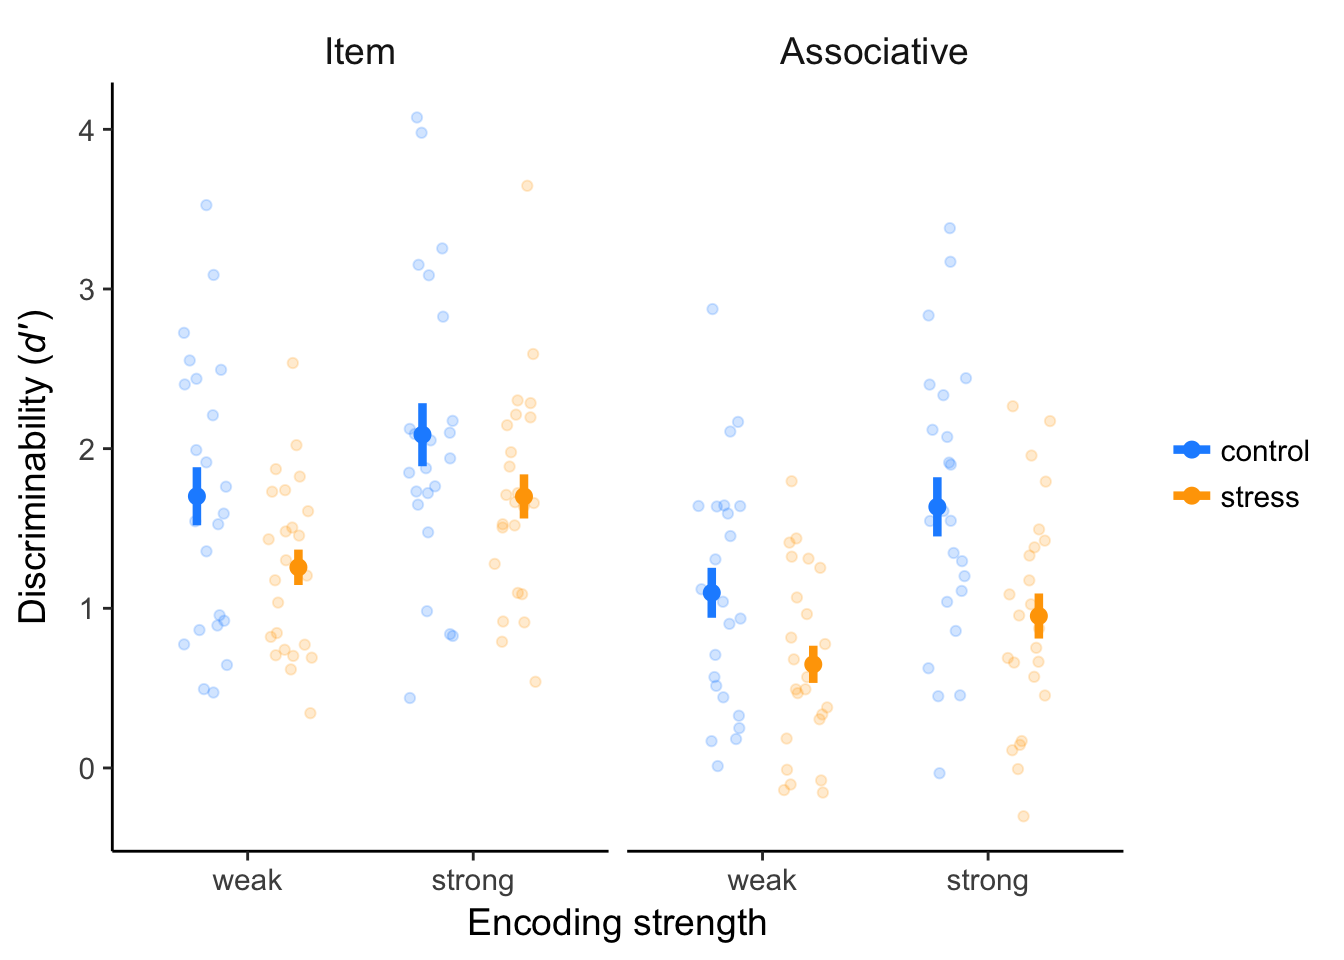 Item
Associative
Discriminability (d′)
4
3
2
1
0
weak
strong
weak
strong
Encoding strength
control
stress